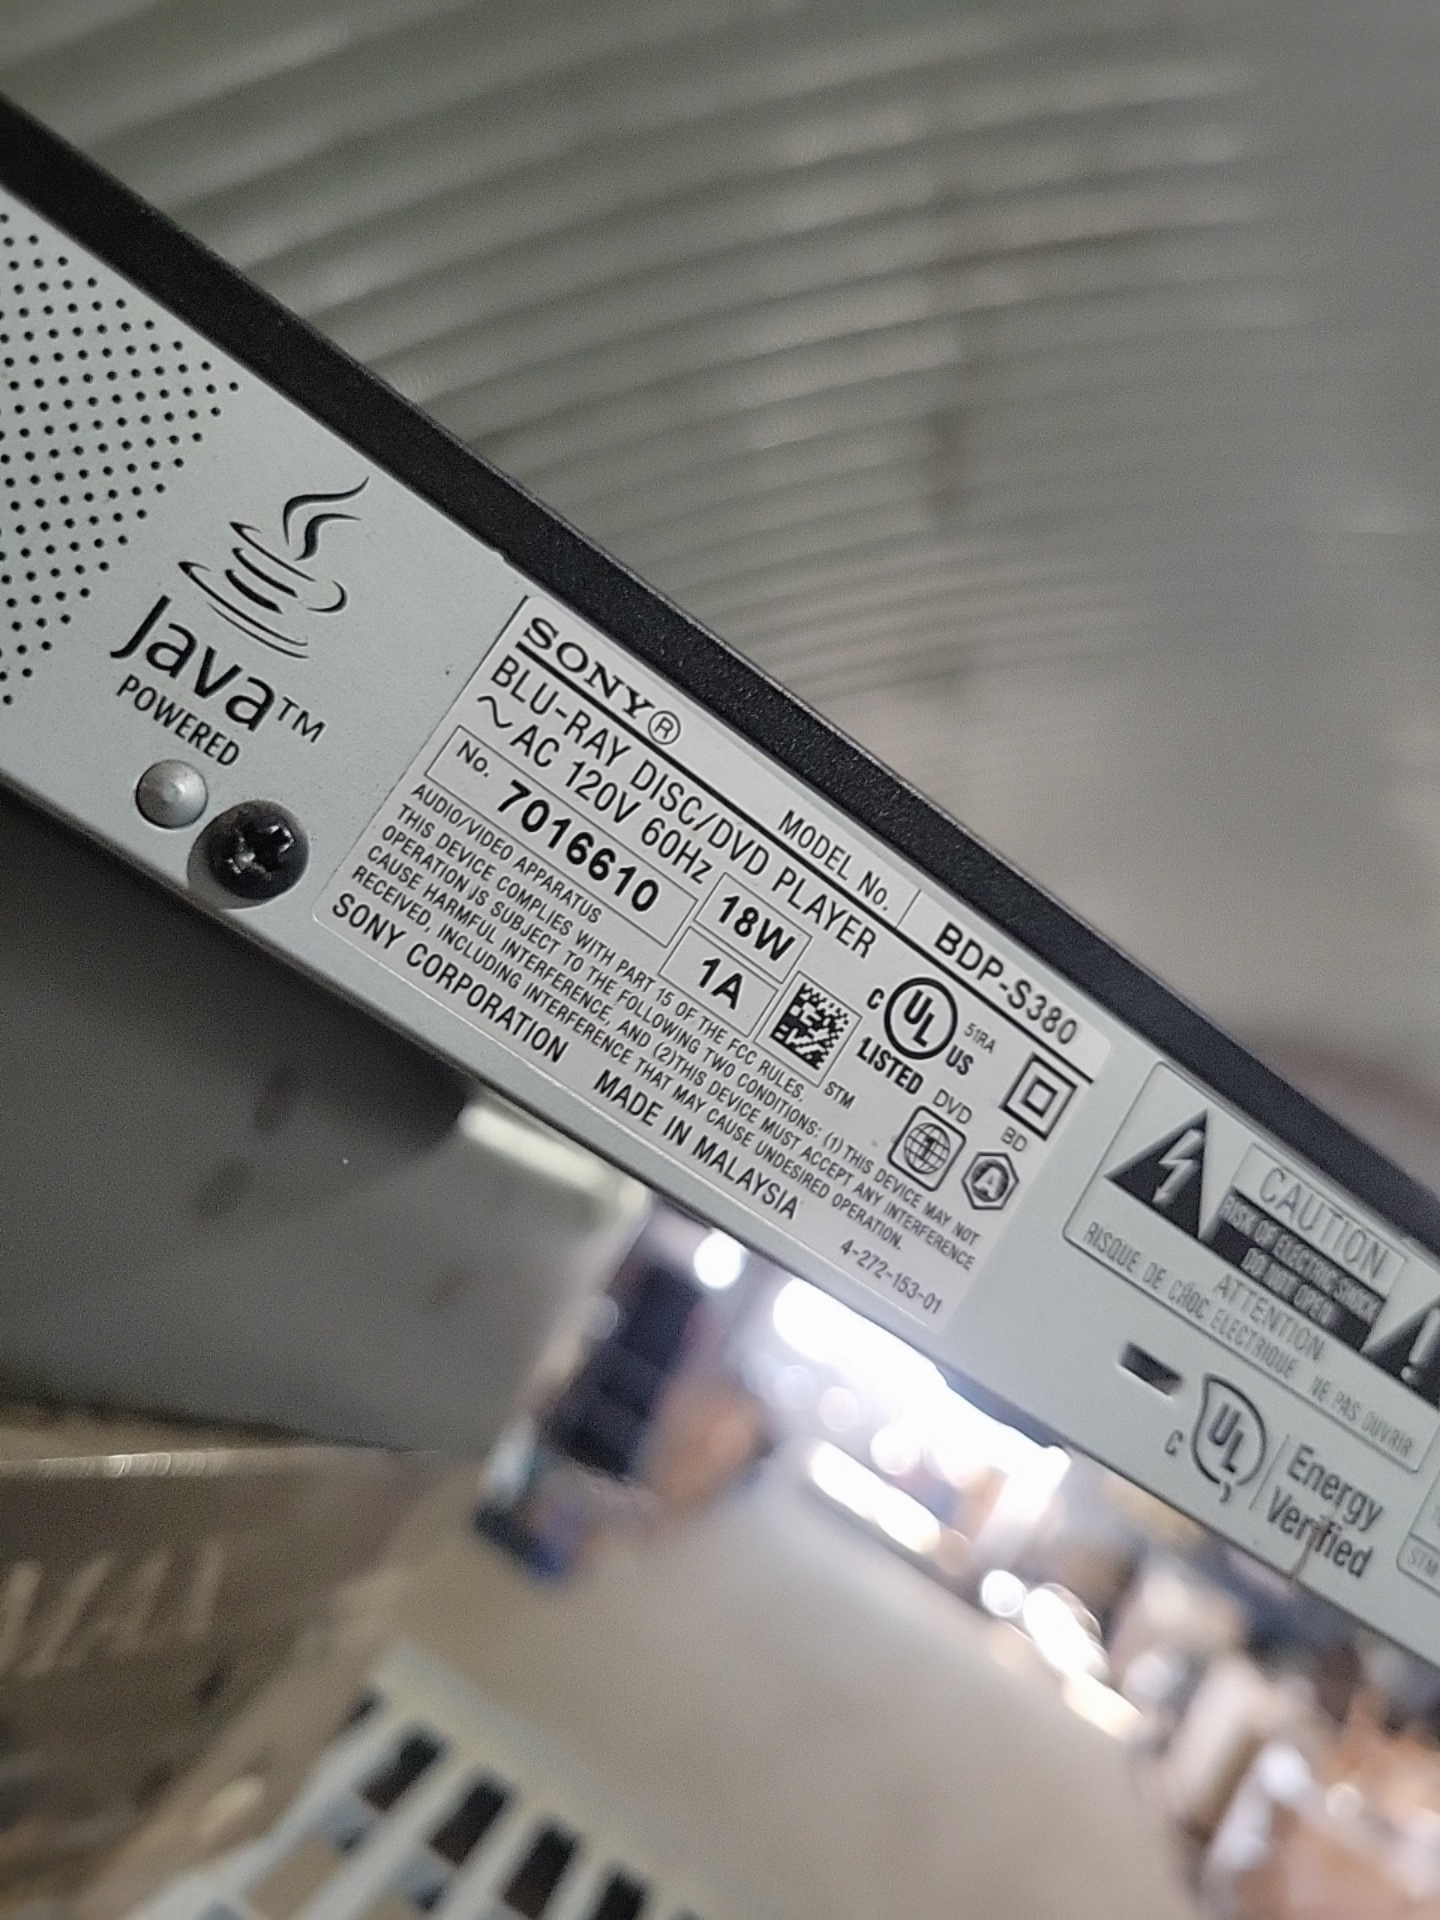 Java™
POWERED
SONY®
MODEL No. BDP-S380
BLU-RAY DISC/DVD PLAYER
~AC 120V 60Hz
18W
No. 7016610
1A
C UL US
LISTED
51RA
DVD
1
BD
A
STM
AUDIO/VIDEO APPARATUS
THIS DEVICE COMPLIES WITH PART 15 OF THE FCC RULES.
OPERATION IS SUBJECT TO THE FOLLOWING TWO CONDITIONS: (1) THIS DEVICE MAY NOT
CAUSE HARMFUL INTERFERENCE, AND (2)THIS DEVICE MUST ACCEPT ANY INTERFERENCE
RECEIVED, INCLUDING INTERFERENCE THAT MAY CAUSE UNDESIRED OPERATION.
SONY CORPORATION MADE IN MALAYSIA
4-272-153-01
CAUTION
RISK OF ELECTRIC SHOCK
DO NOT OPEN
ATTENTION
RISQUE DE CHOC ELECTRIQUE NE PAS OUVRIR
C UL
Energy
Verified
STM